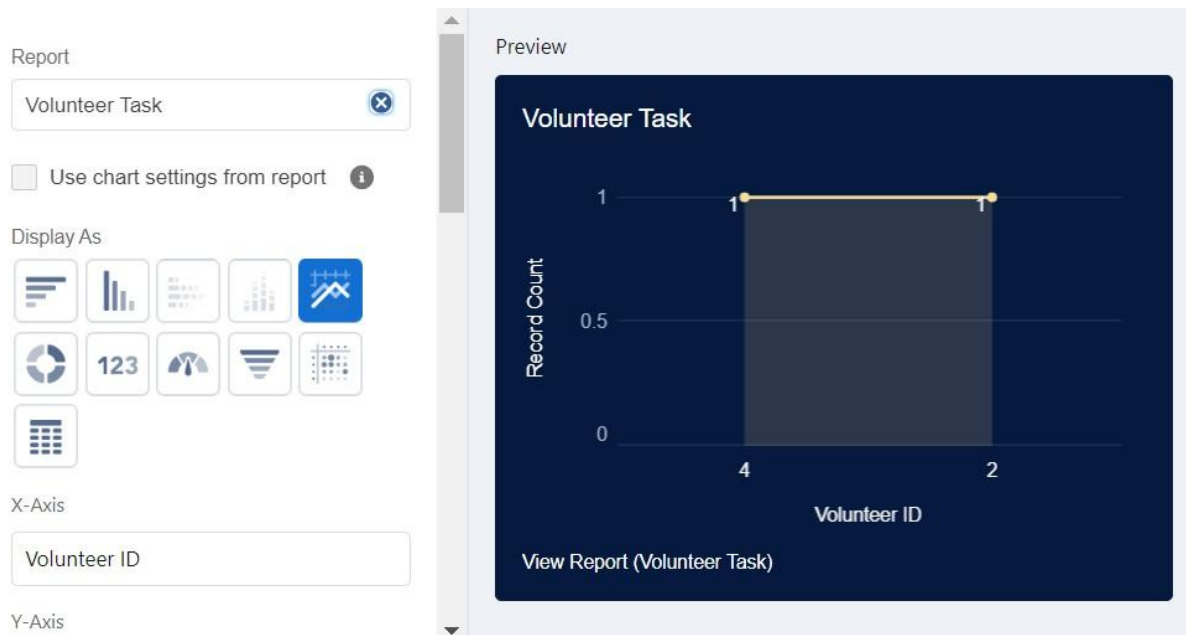 Report
Volunteer Task
Use chart settings from report
Display As
123
X-Axis
Volunteer ID
Y-Axis
Preview
Volunteer Task
1
1
1
Record Count
0.5
0
4
2
Volunteer ID
View Report (Volunteer Task)